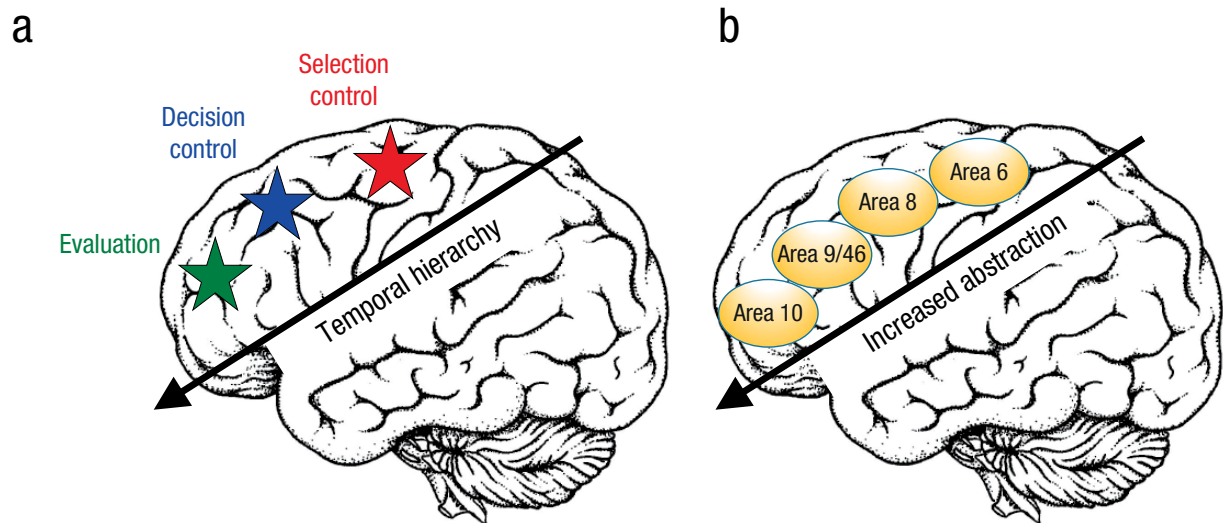 a
Selection
control
Decision
control
Evaluation
Temporal hierarchy
b
Area 6
Area 8
Area 9/46
Area 10
Increased abstraction